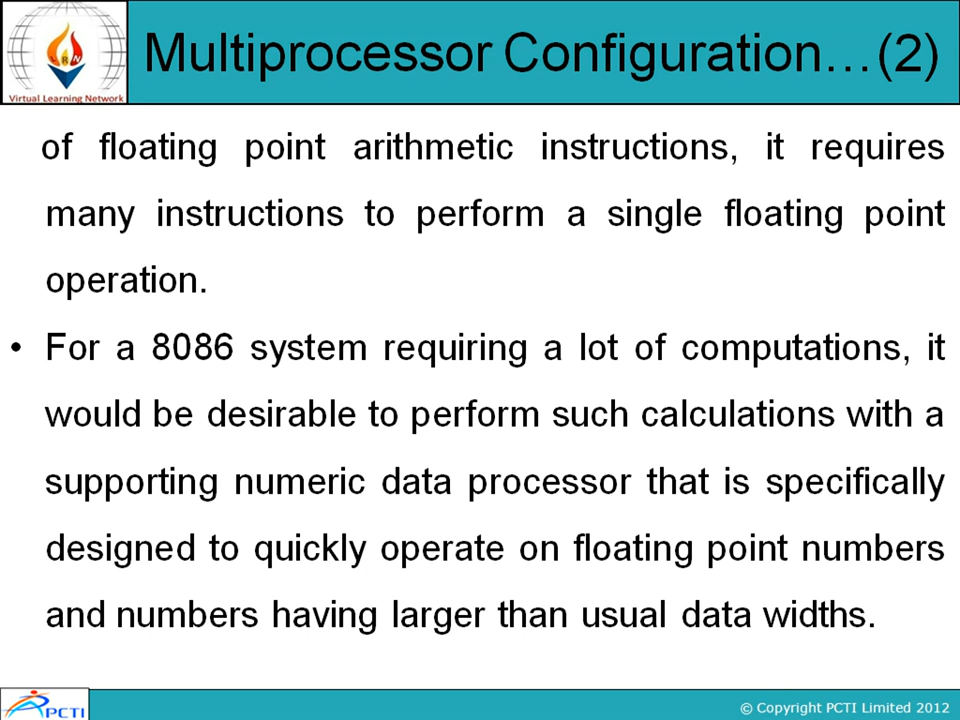 Multiprocessor Configuration…(2)
RN
Virtual Learning Network
of floating point arithmetic instructions, it requires
many instructions to perform a single floating point
operation.
• For a 8086 system requiring a lot of computations, it
would be desirable to perform such calculations with a
supporting numeric data processor that is specifically
designed to quickly operate on floating point numbers
and numbers having larger than usual data widths.
PCTI
© Copyright PCTI Limited 2012